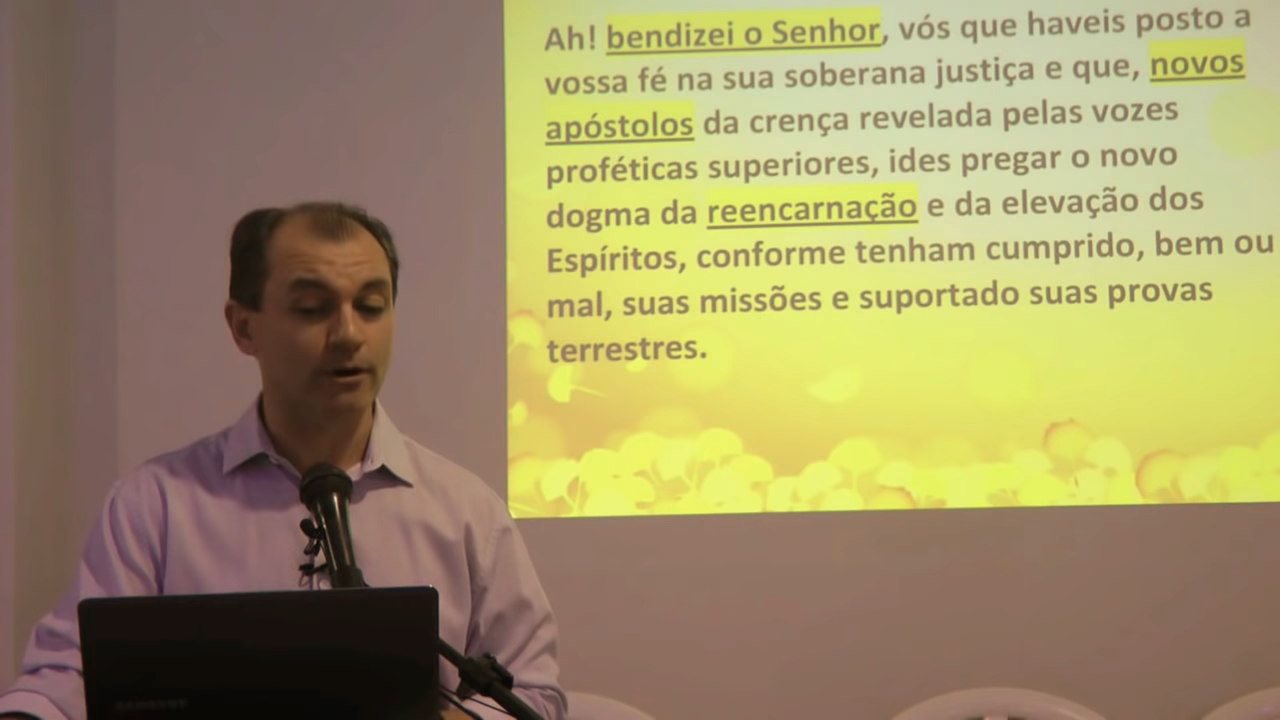 Ah! bendizei o Senhor, vós que haveis posto a
vossa fé na sua soberana justiça e que, novos
apóstolos da crença revelada pelas vozes
proféticas superiores, ides pregar o novo
dogma da reencarnação e da elevação dos
Espíritos, conforme tenham cumprido, bem ou
mal, suas missões e suportado suas provas
terrestres.
SAMSUNG